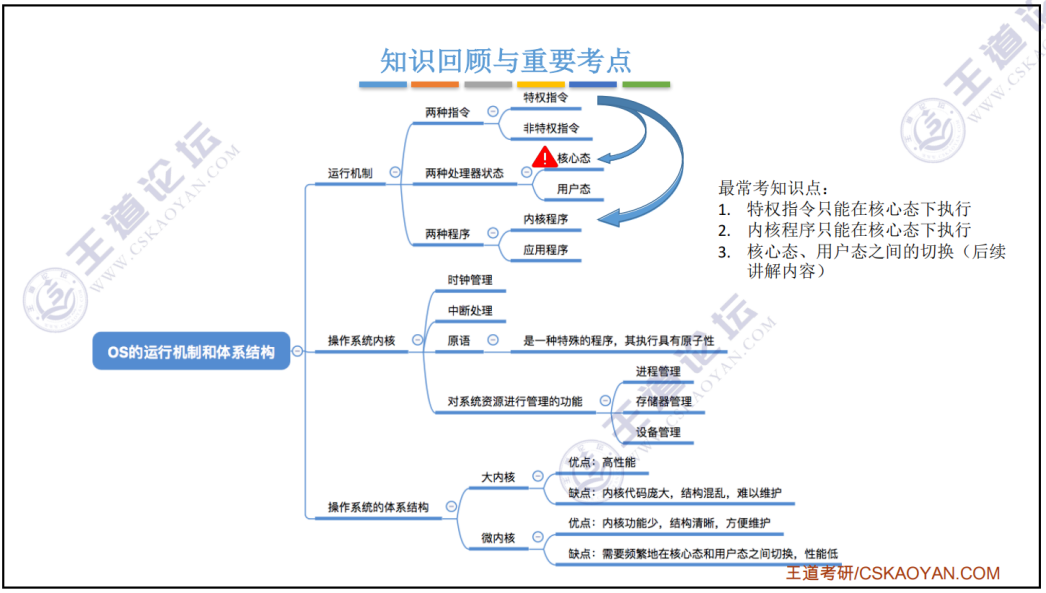 知识回顾与重要考点
OS的运行机制和体系结构
运行机制
两种指令
特权指令
非特权指令
两种处理器状态
核心态
用户态
两种程序
内核程序
应用程序
操作系统内核
时钟管理
中断处理
原语
是一种特殊的程序，其执行具有原子性
对系统资源进行管理的功能
进程管理
存储器管理
设备管理
操作系统的体系结构
大内核
优点：高性能
缺点：内核代码庞大，结构混乱，难以维护
微内核
优点：内核功能少，结构清晰，方便维护
缺点：需要频繁地在核心态和用户态之间切换，性能低
最常考知识点：
1. 特权指令只能在核心态下执行
2. 内核程序只能在核心态下执行
3. 核心态、用户态之间的切换（后续
讲解内容）
王道论坛
WWW.CSKAOYAN.COM
王道论坛
WWW.CSKAOYAN.COM
王道
WWW.CSKAO
王道考研/CSKAOYAN.COM